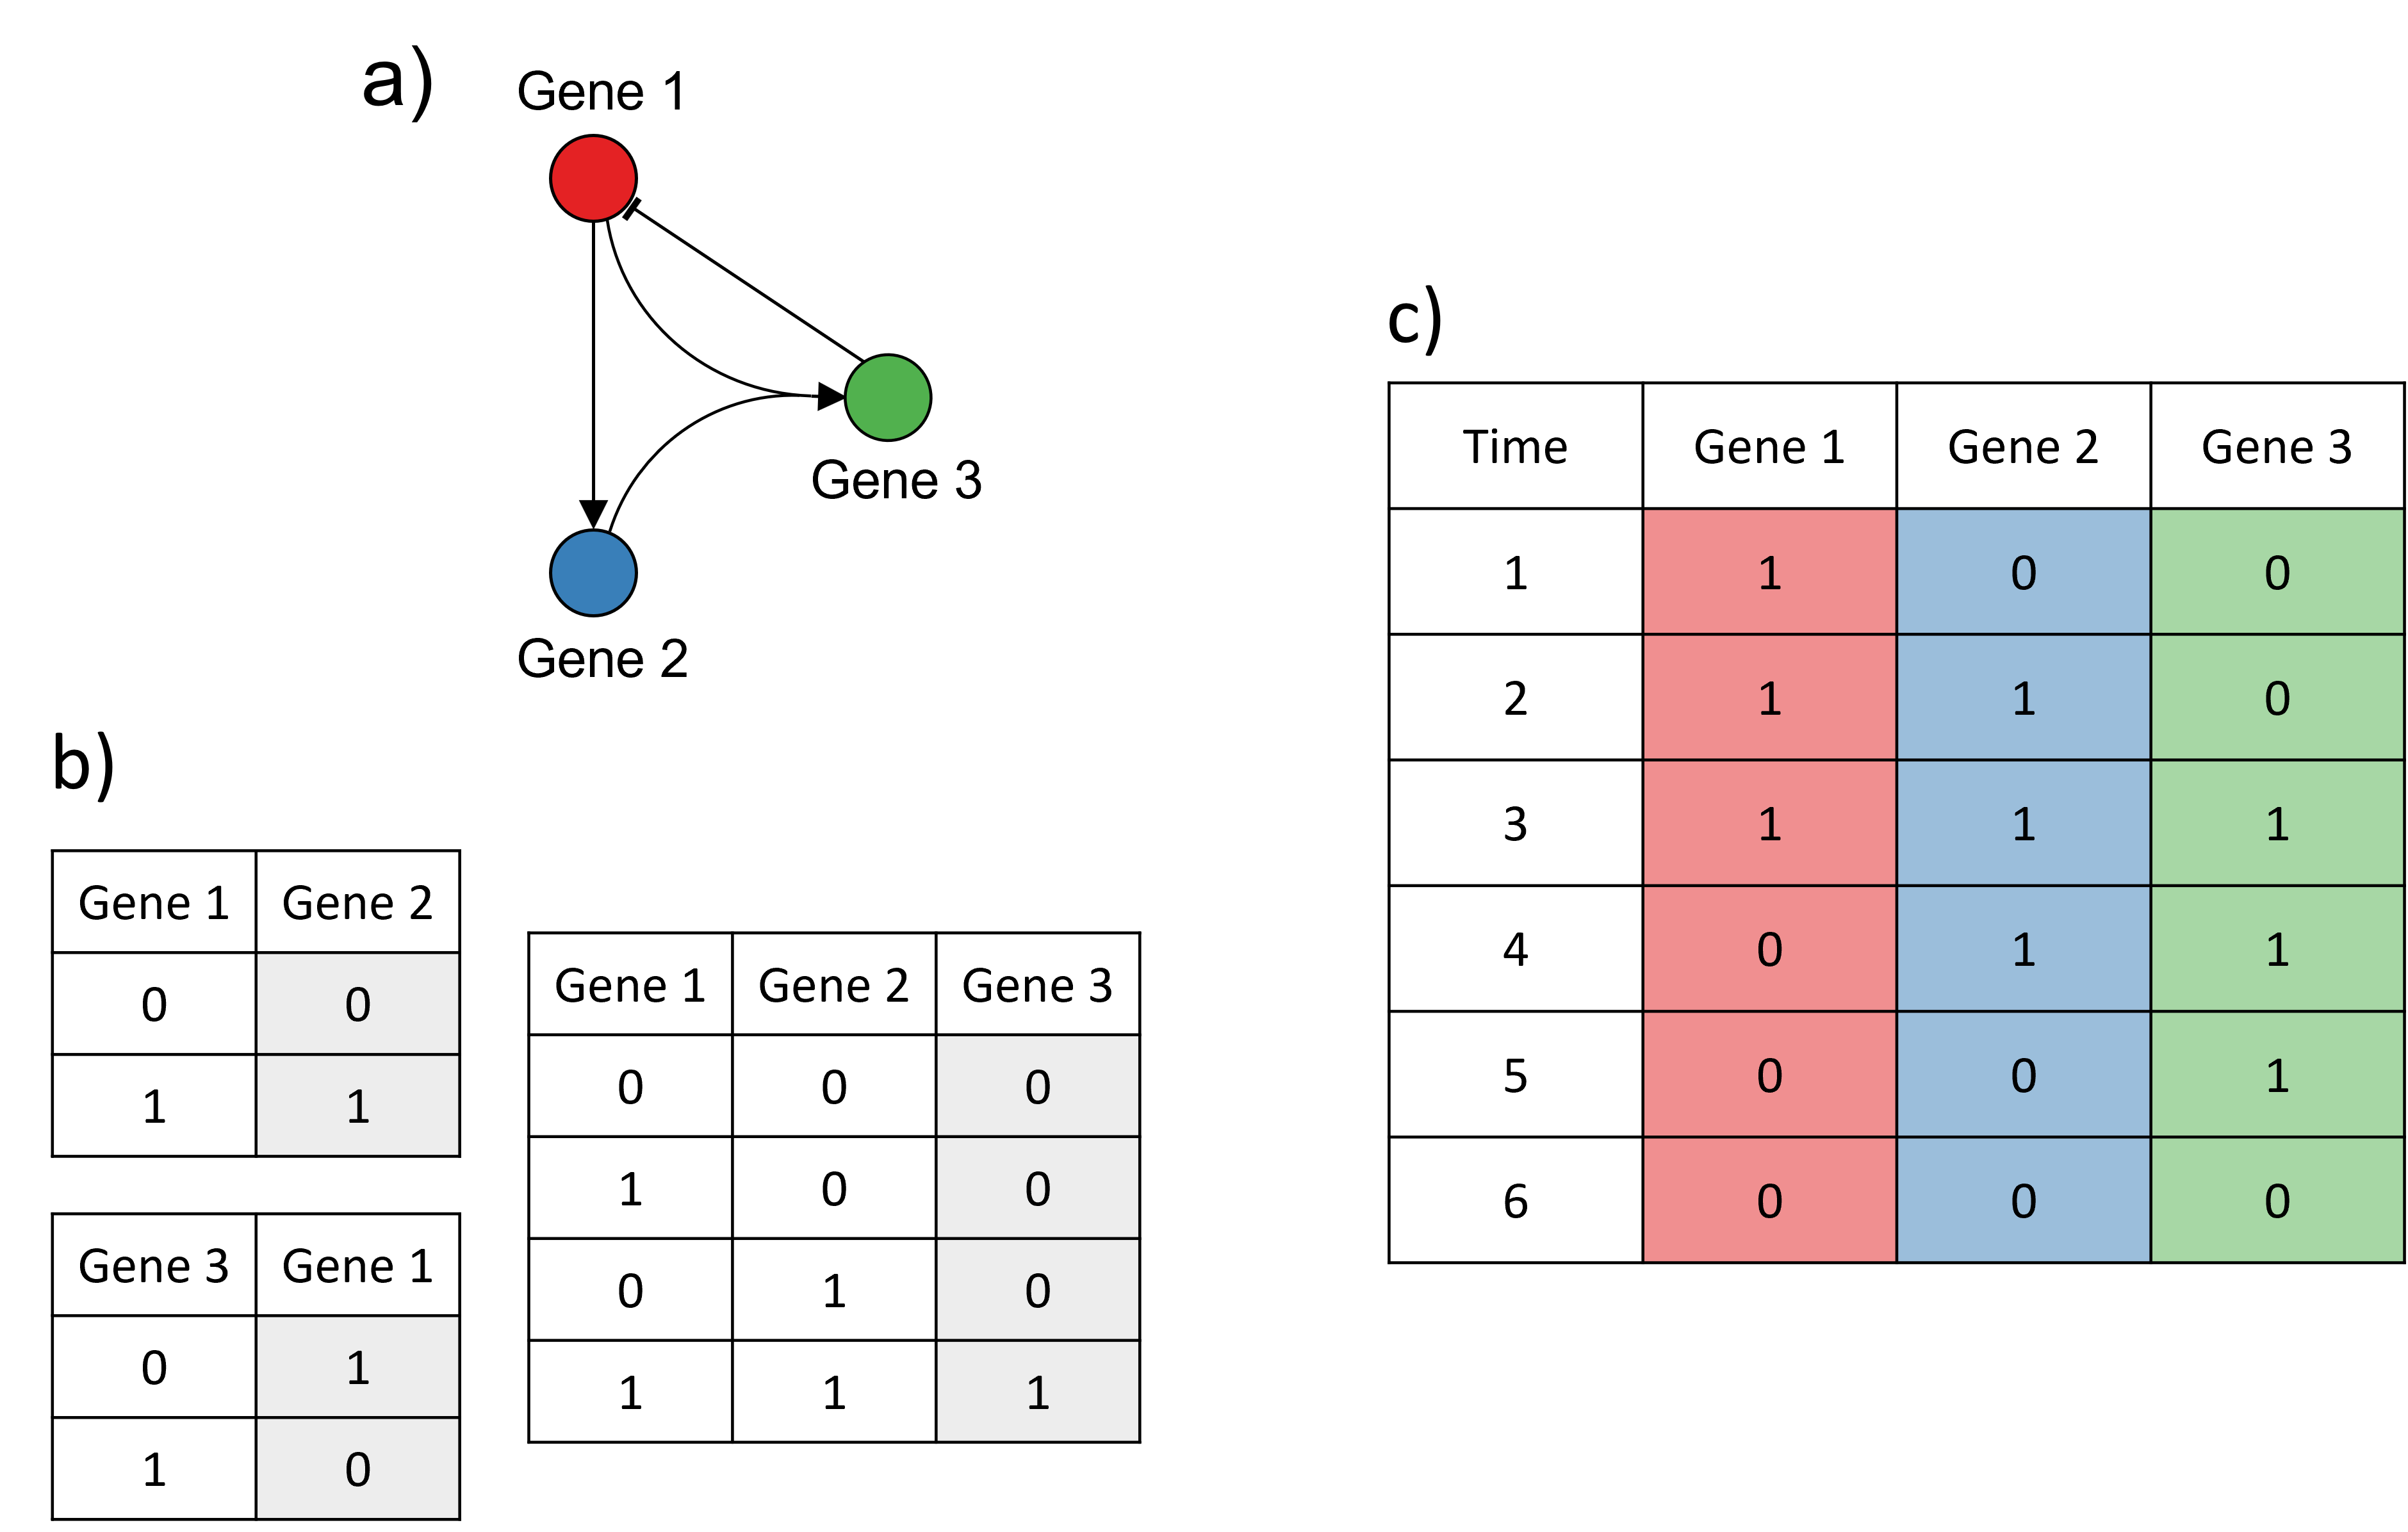 a)
Gene 1
Gene 3
Gene 2
b)
Gene 1 Gene 2
0 0
1 1
Gene 3 Gene 1
0 1
1 0
Gene 1 Gene 2 Gene 3
0 0 0
1 0 0
0 1 0
1 1 1
c)
Time Gene 1 Gene 2 Gene 3
1 1 0 0
2 1 1 0
3 1 1 1
4 0 1 1
5 0 0 1
6 0 0 0